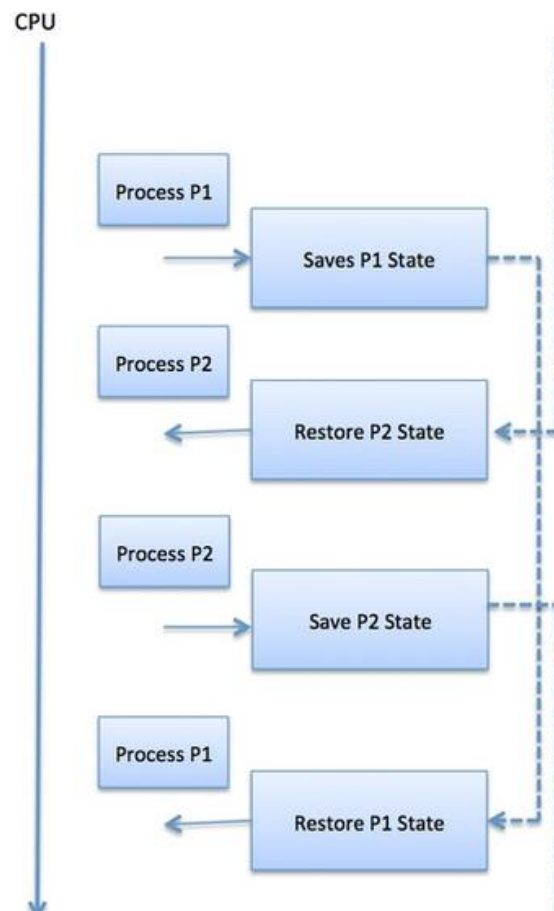 CPU
Process P1
Saves P1 State
Process P2
Restore P2 State
Process P2
Save P2 State
Process P1
Restore P1 State